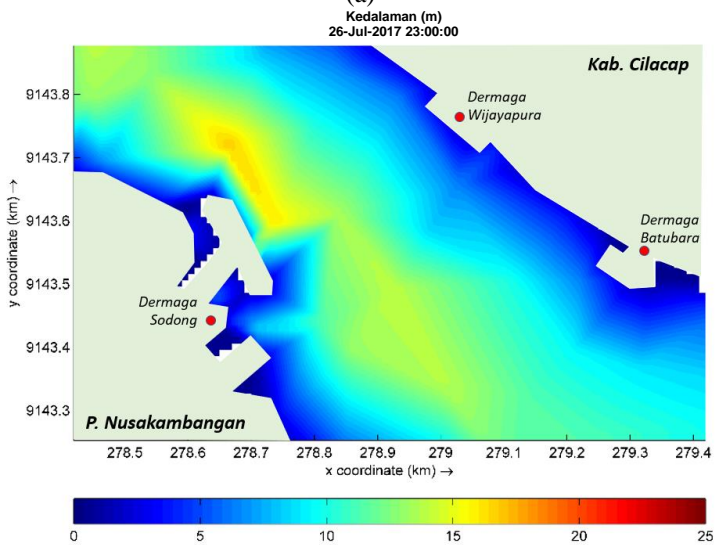 (a)
Kedalaman (m)
26-Jul-2017 23:00:00
Kab. Cilacap
Dermaga
Wijayapura
Dermaga
Batubara
Dermaga
Sodong
P. Nusakambangan
y coordinate (km) →
9143.8
9143.7
9143.6
9143.5
9143.4
9143.3
278.5 278.6 278.7 278.8 278.9 279 279.1 279.2 279.3 279.4
x coordinate (km) →
0 5 10 15 20 25